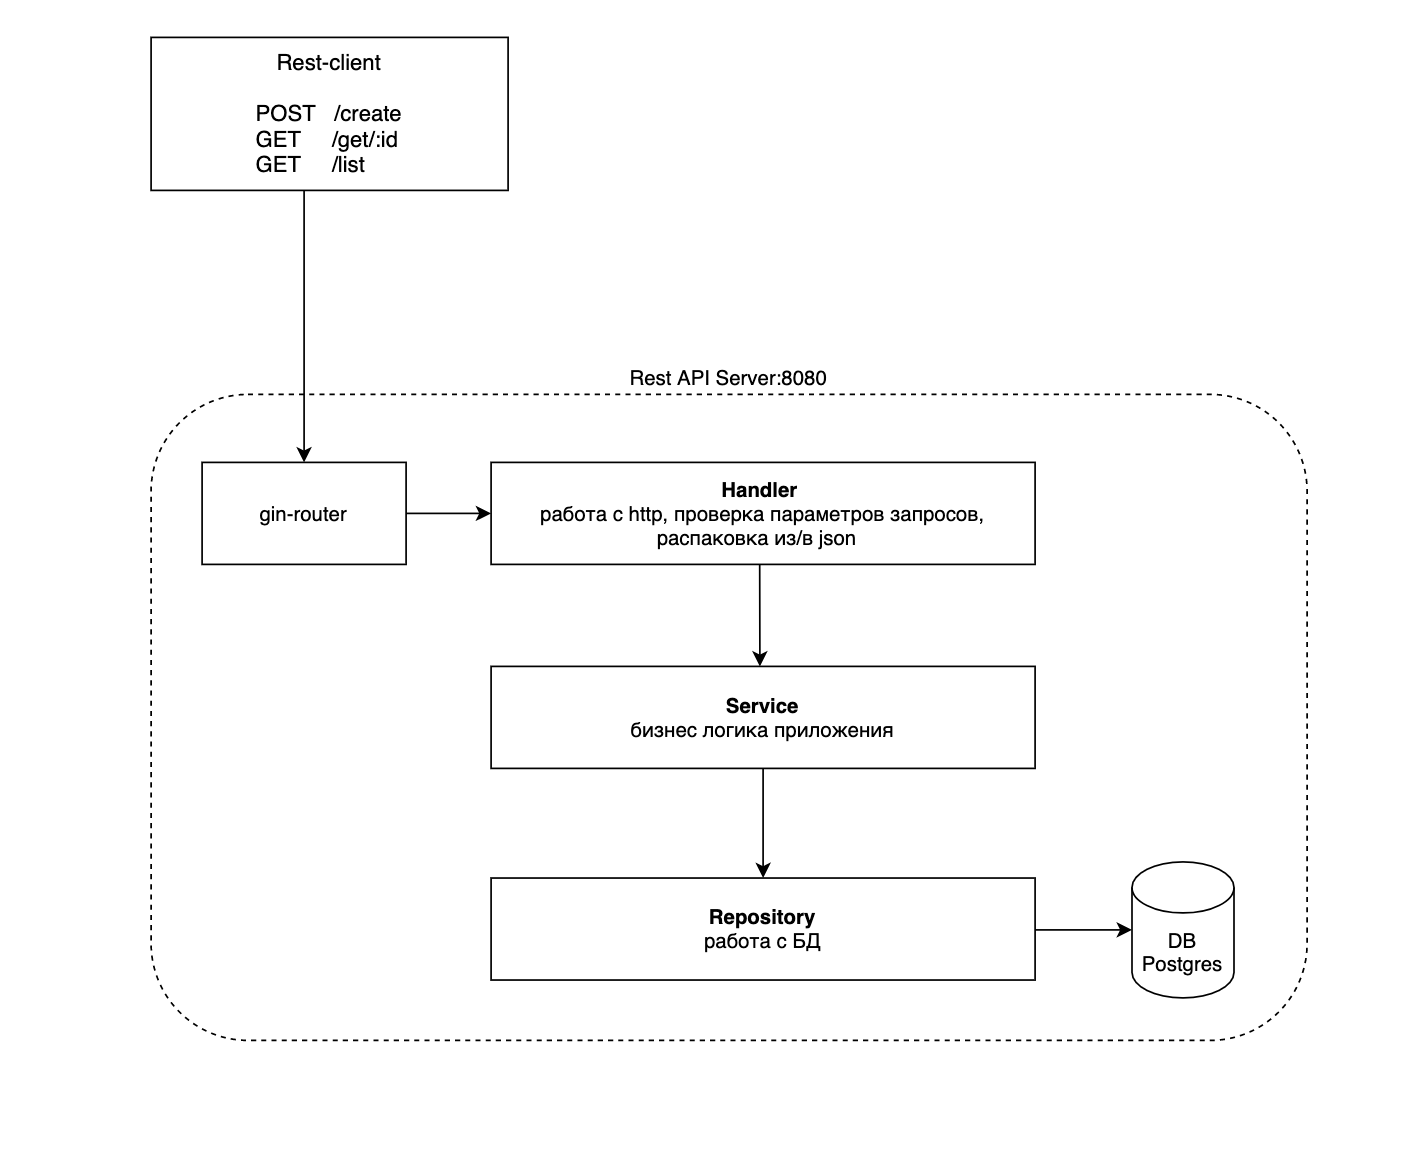 Rest-client
POST /create
GET /get/:id
GET /list
Rest API Server:8080
gin-router
Handler
работа с http, проверка параметров запросов,
распаковка из/в json
Service
бизнес логика приложения
Repository
работа с БД
DB
Postgres